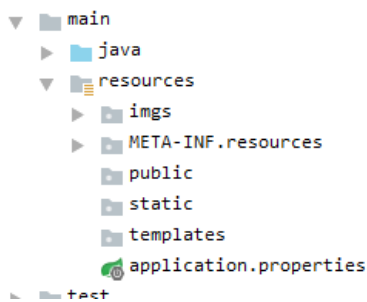 main
java
resources
imgs
META-INF.resources
public
static
templates
application.properties
test